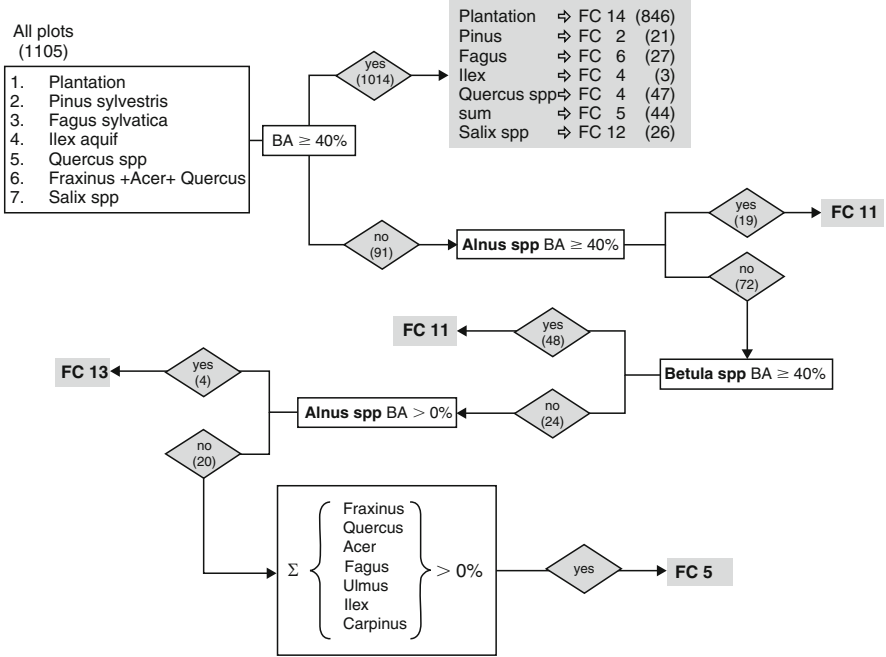 All plots
(1105)
1. Plantation
2. Pinus sylvestris
3. Fagus sylvatica
4. Ilex aquif
5. Quercus spp
6. Fraxinus +Acer+ Quercus
7. Salix spp
BA ≥ 40%
yes
(1014)
Plantation ⇨ FC 14 (846)
Pinus ⇨ FC 2 (21)
Fagus ⇨ FC 6 (27)
Ilex ⇨ FC 4 (3)
Quercus spp⇨ FC 4 (47)
sum ⇨ FC 5 (44)
Salix spp ⇨ FC 12 (26)
no
(91)
Alnus spp BA ≥ 40%
yes
(19)
FC 11
no
(72)
Betula spp BA ≥ 40%
yes
(48)
FC 11
no
(24)
Alnus spp BA > 0%
yes
(4)
FC 13
no
(20)
Σ
Fraxinus
Quercus
Acer
Fagus
Ulmus
Ilex
Carpinus
> 0%
yes
FC 5